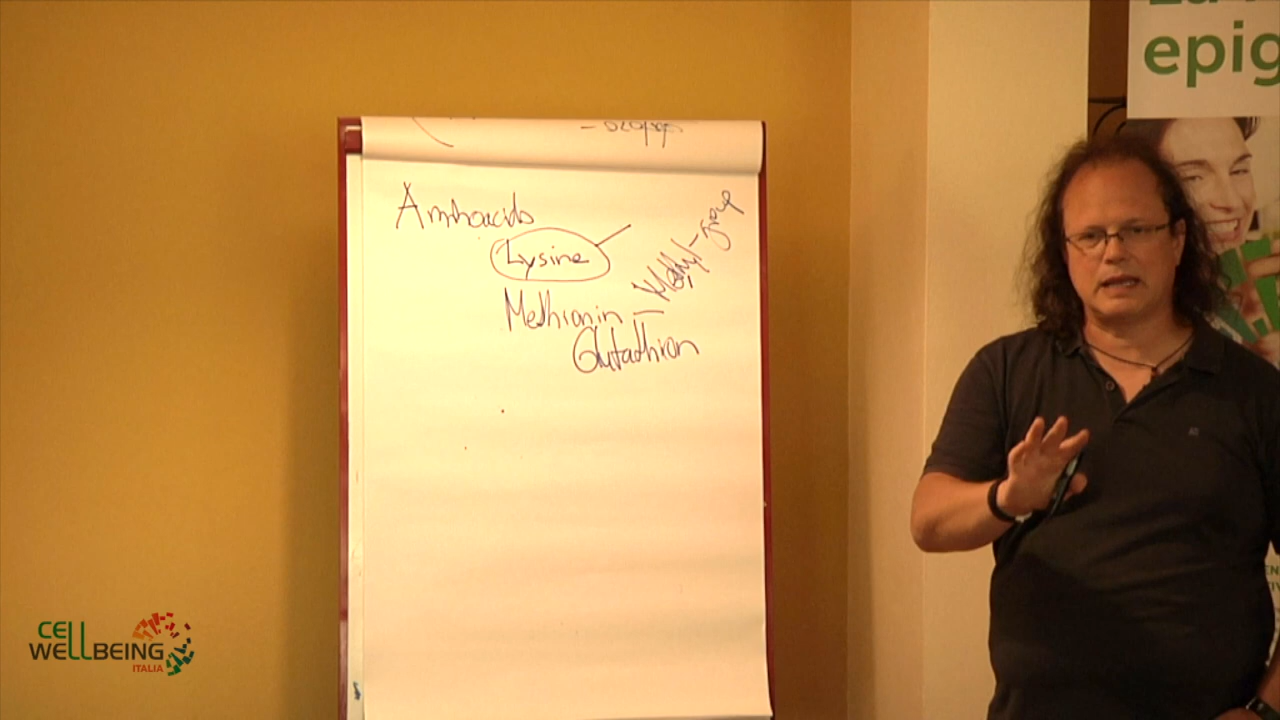 epig
Aminoacids
Lysine
Methionin – Methyl-group
Glutathion
CELL
WELLBEING
ITALIA